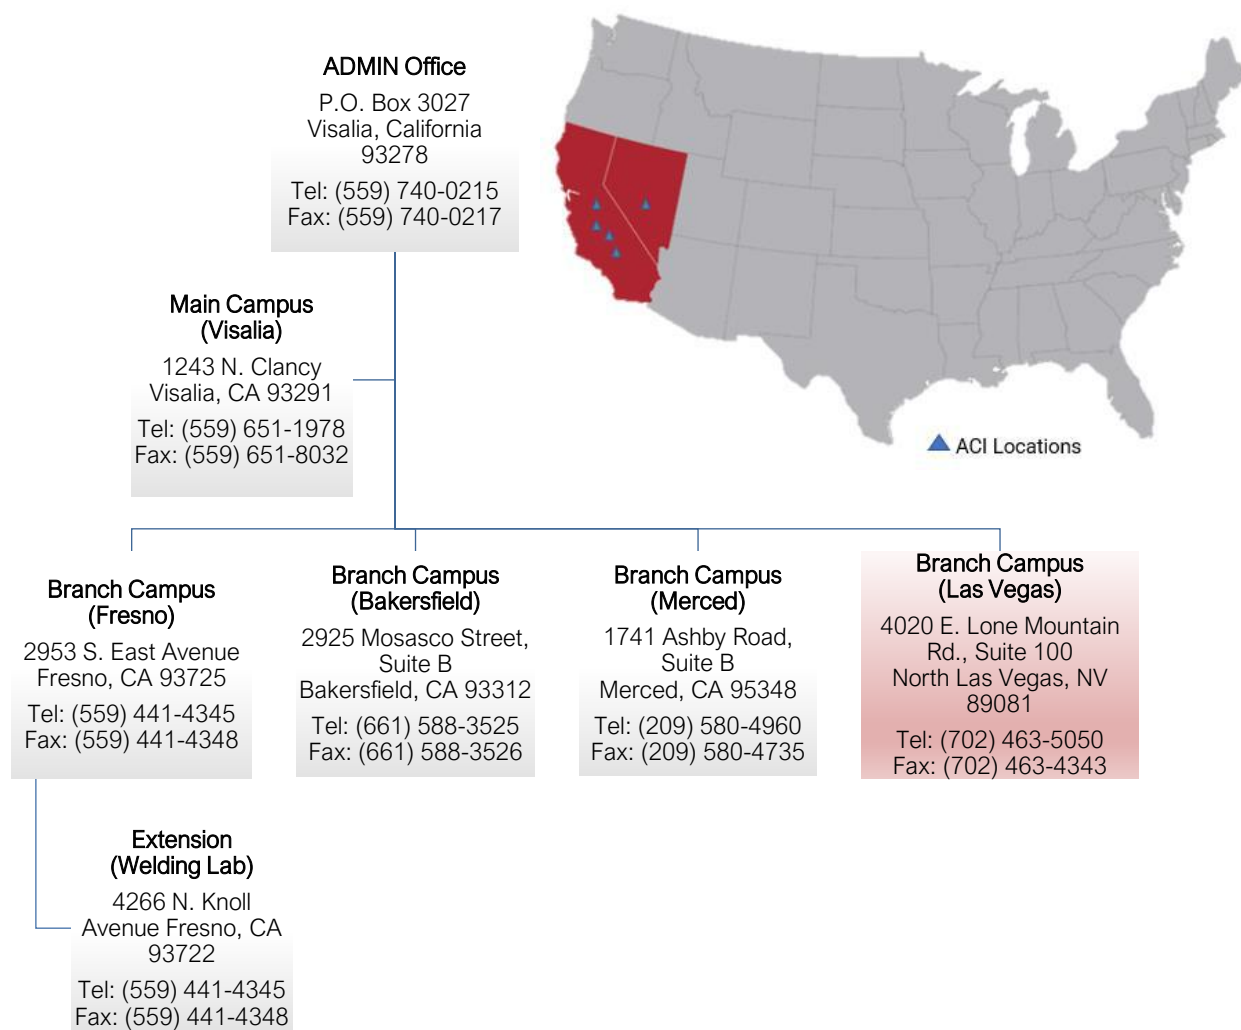 ADMIN Office
P.O. Box 3027
Visalia, California
93278
Tel: (559) 740-0215
Fax: (559) 740-0217
ACI Locations
Main Campus
(Visalia)
1243 N. Clancy
Visalia, CA 93291
Tel: (559) 651-1978
Fax: (559) 651-8032
Branch Campus
(Fresno)
2953 S. East Avenue
Fresno, CA 93725
Tel: (559) 441-4345
Fax: (559) 441-4348
Branch Campus
(Bakersfield)
2925 Mosasco Street,
Suite B
Bakersfield, CA 93312
Tel: (661) 588-3525
Fax: (661) 588-3526
Branch Campus
(Merced)
1741 Ashby Road,
Suite B
Merced, CA 95348
Tel: (209) 580-4960
Fax: (209) 580-4735
Branch Campus
(Las Vegas)
4020 E. Lone Mountain
Rd., Suite 100
North Las Vegas, NV
89081
Tel: (702) 463-5050
Fax: (702) 463-4343
Extension
(Welding Lab)
4266 N. Knoll
Avenue Fresno, CA
93722
Tel: (559) 441-4345
Fax: (559) 441-4348